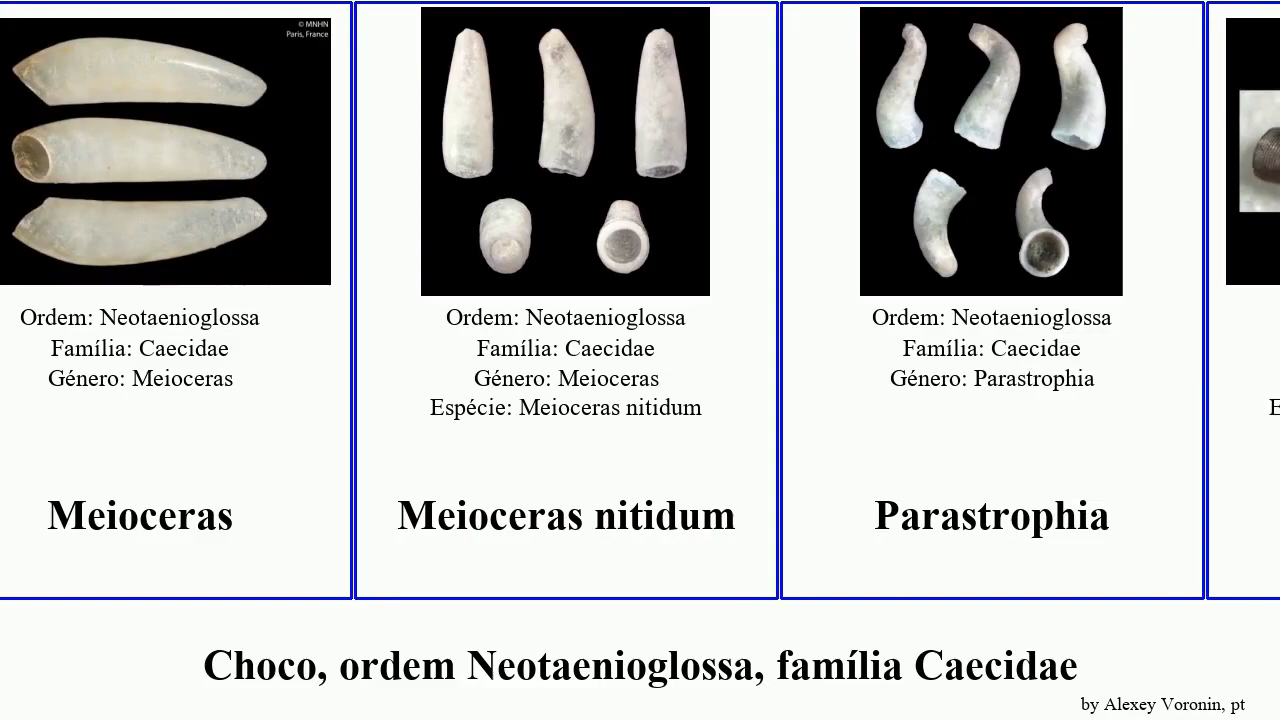 © MNHN
Paris, France
Ordem: Neotaenioglossa
Família: Caecidae
Género: Meioceras
Meioceras
Ordem: Neotaenioglossa
Família: Caecidae
Género: Meioceras
Espécie: Meioceras nitidum
Meioceras nitidum
Ordem: Neotaenioglossa
Família: Caecidae
Género: Parastrophia
Parastrophia
E
Choco, ordem Neotaenioglossa, família Caecidae
by Alexey Voronin, pt